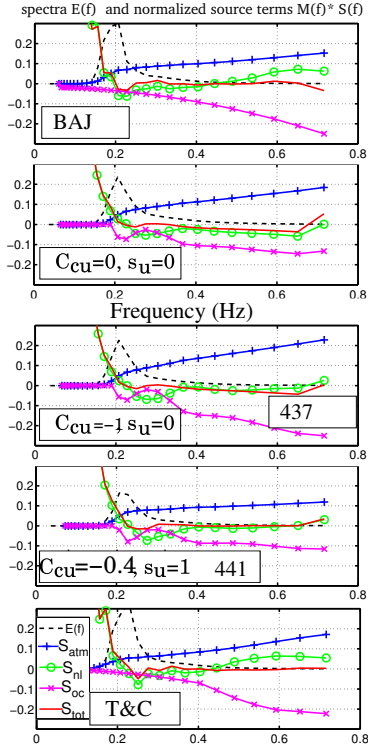 spectra E(f) and normalized source terms M(f)* S(f)
0.2
0.1
0
−0.1
−0.2
BAJ
0 0.2 0.4 0.6 0.8
0.2
0.1
0
−0.1
−0.2
Ccu=0, su=0
0 0.2 0.4 0.6 0.8
Frequency (Hz)
0.2
0.1
0
−0.1
−0.2
437
Ccu=−1, su=0
0 0.2 0.4 0.6 0.8
0.2
0.1
0
−0.1
−0.2
Ccu=−0.4, su=1 441
0 0.2 0.4 0.6 0.8
0.2
0.1
0
−0.1
−0.2
E(f)
Satm
Snl
Soc
Stot
T&C
0 0.2 0.4 0.6 0.8